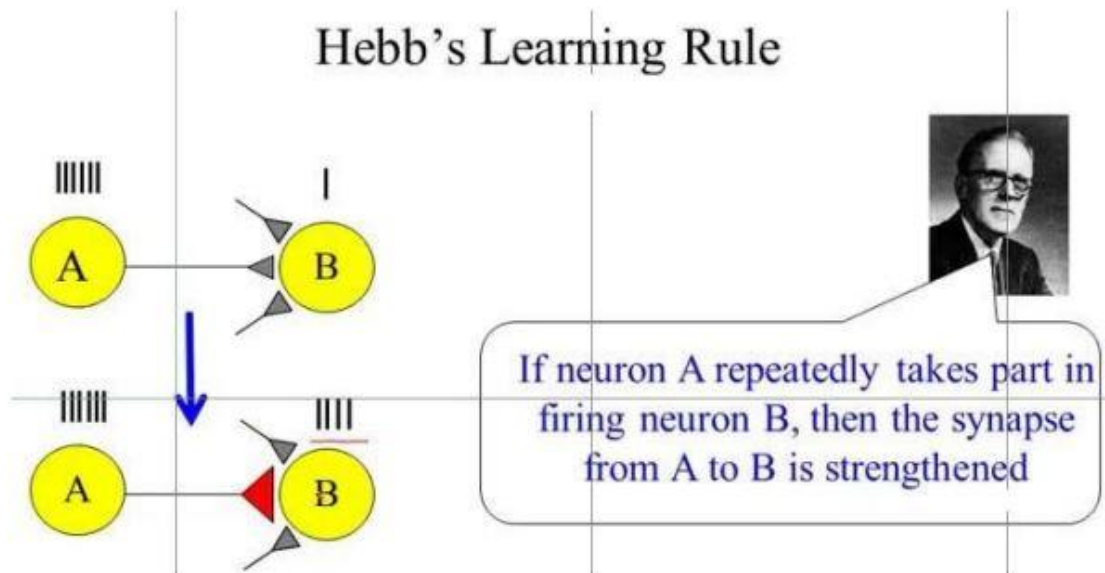 Hebb's Learning Rule
A
B
If neuron A repeatedly takes part in
firing neuron B, then the synapse
from A to B is strengthened
A
B